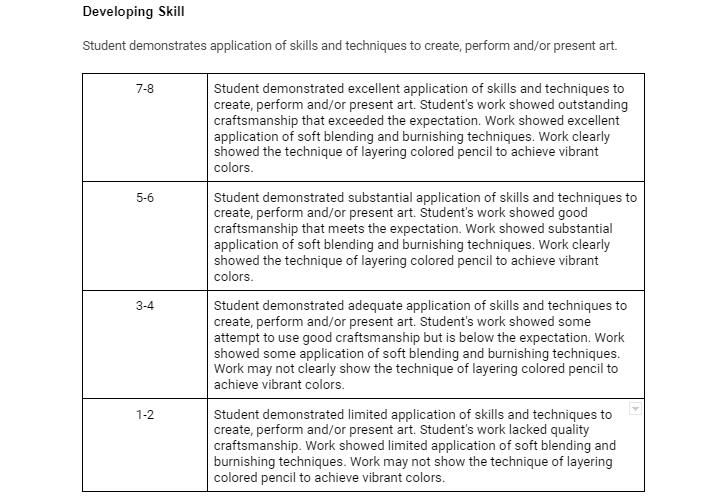 Developing Skill
Student demonstrates application of skills and techniques to create, perform and/or present art.
7-8
Student demonstrated excellent application of skills and techniques to
create, perform and/or present art. Student's work showed outstanding
craftsmanship that exceeded the expectation. Work showed excellent
application of soft blending and burnishing techniques. Work clearly
showed the technique of layering colored pencil to achieve vibrant
colors.
5-6
Student demonstrated substantial application of skills and techniques to
create, perform and/or present art. Student's work showed good
craftsmanship that meets the expectation. Work showed substantial
application of soft blending and burnishing techniques. Work clearly
showed the technique of layering colored pencil to achieve vibrant
colors.
3-4
Student demonstrated adequate application of skills and techniques to
create, perform and/or present art. Student's work showed some
attempt to use good craftsmanship but is below the expectation. Work
showed some application of soft blending and burnishing techniques.
Work may not clearly show the technique of layering colored pencil to
achieve vibrant colors.
1-2
Student demonstrated limited application of skills and techniques to
create, perform and/or present art. Student's work lacked quality
craftsmanship. Work showed limited application of soft blending and
burnishing techniques. Work may not show the technique of layering
colored pencil to achieve vibrant colors.